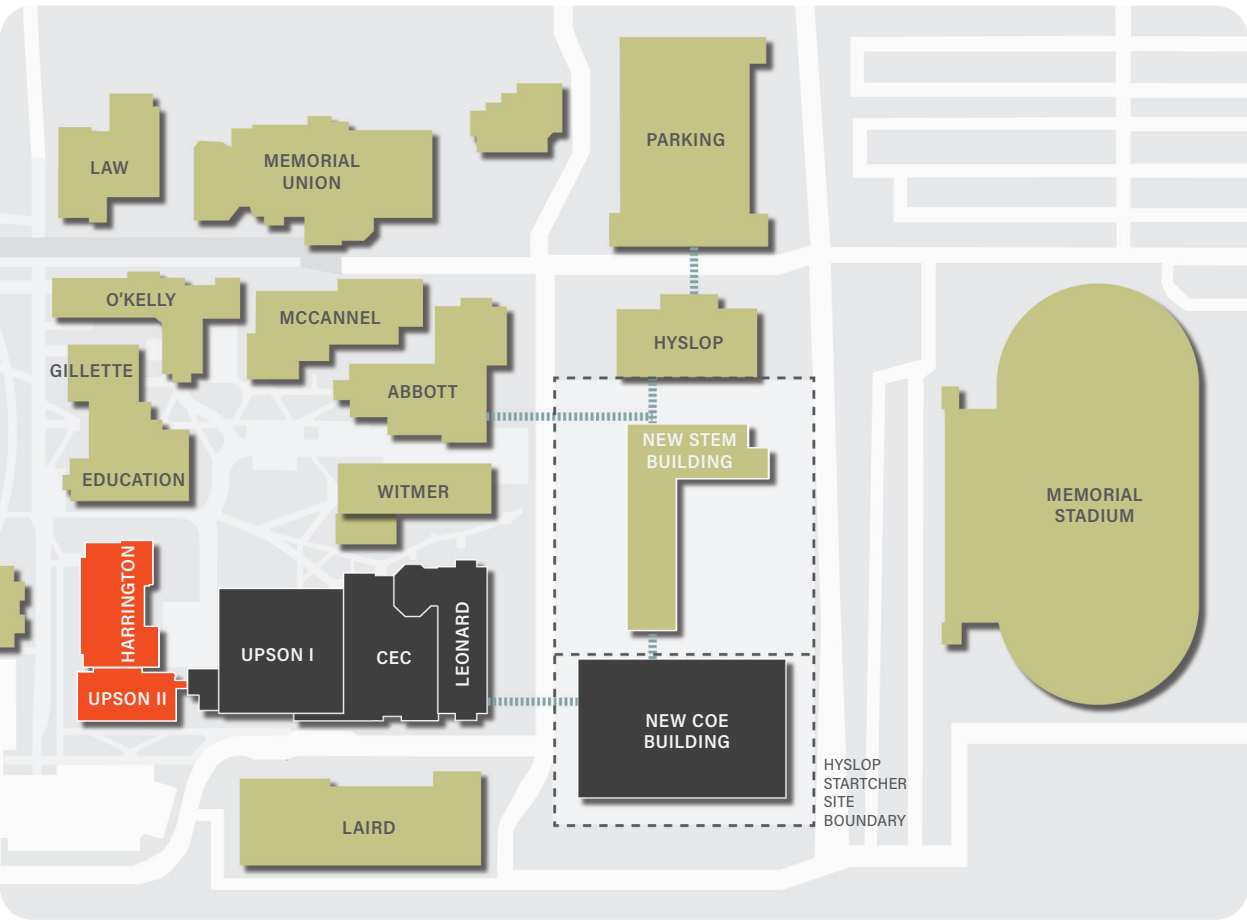 LAW
MEMORIAL
UNION
PARKING
O'KELLY
MCCANNEL
HYSLOP
GILLETTE
ABBOTT
NEW STEM
BUILDING
EDUCATION
WITMER
MEMORIAL
STADIUM
HARRINGTON
UPSON I
CEC
LEONARD
UPSON II
NEW COE
BUILDING
HYSLOP
STARTCHER
SITE
BOUNDARY
LAIRD